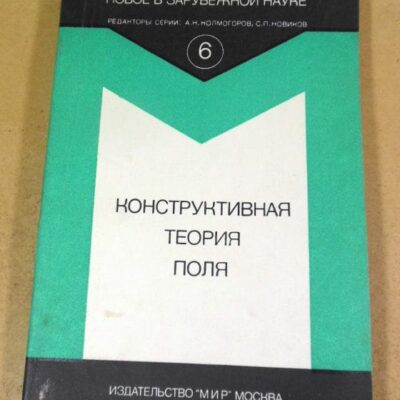 НОВОЕ В ЗАРУБЕЖНОЙ НАУКЕ
РЕДАКТОРЫ СЕРИИ: А.Н.КОЛМОГОРОВ, С.П.НОВИКОВ
6
КОНСТРУКТИВНАЯ
ТЕОРИЯ
ПОЛЯ
ИЗДАТЕЛЬСТВО "МИР" МОСКВА